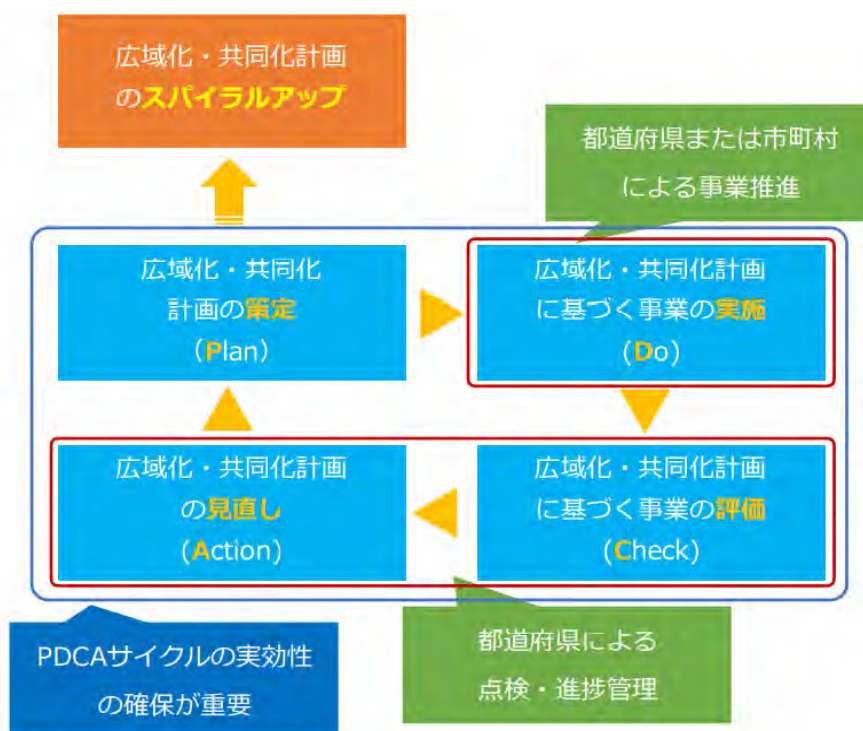 広域化・共同化計画
のスパイラルアップ
都道府県または市町村
による事業推進
広域化・共同化
計画の策定
（Plan）
広域化・共同化計画
に基づく事業の実施
(Do)
広域化・共同化計画
の見直し
(Action)
広域化・共同化計画
に基づく事業の評価
(Check)
PDCAサイクルの実効性
の確保が重要
都道府県による
点検・進捗管理